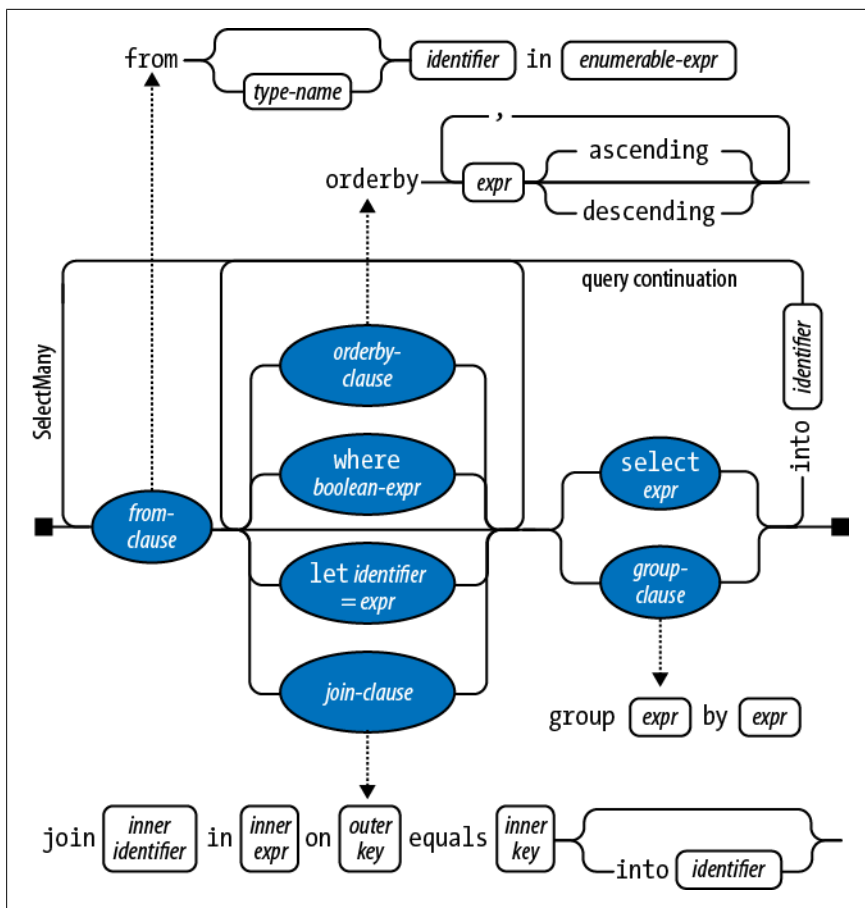 from type-name identifier in enumerable-expr
,
orderby expr ascending
descending
query continuation
SelectMany
identifier
into
orderby-
clause
where
boolean-expr
select
expr
from-
clause
let identifier
= expr
group-
clause
join-clause
group expr by expr
join inner
identifier in inner
expr on outer
key equals inner
key
into identifier